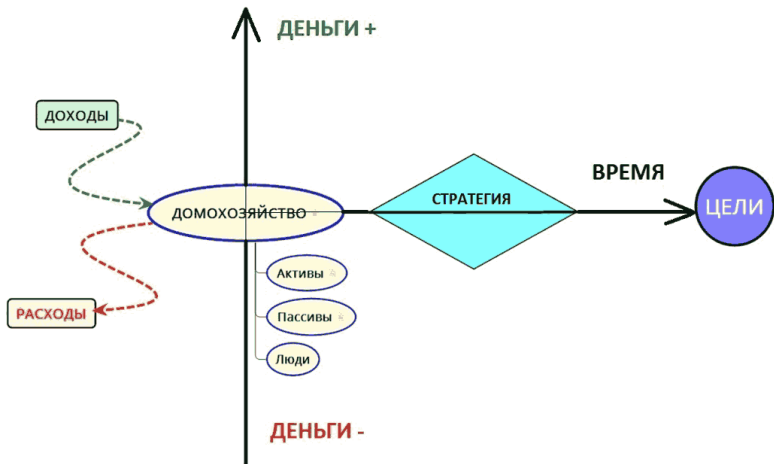 ДЕНЬГИ +
ДОХОДЫ
ВРЕМЯ
СТРАТЕГИЯ
ЦЕЛИ
ДОМОХОЗЯЙСТВО
Активы
Пассивы
РАСХОДЫ
Люди
ДЕНЬГИ -